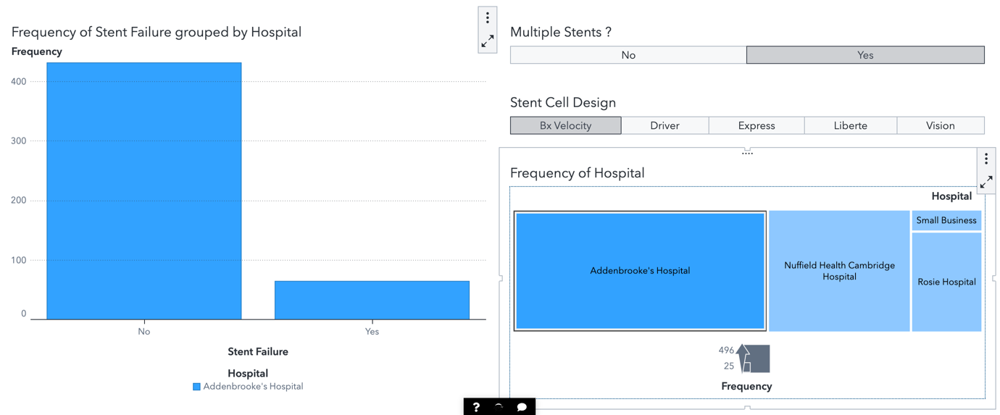 Frequency of Stent Failure grouped by Hospital
Frequency
400
300
200
100
0
No
Yes
Stent Failure
Hospital
Addenbrooke's Hospital
Multiple Stents ?
No
Yes
Stent Cell Design
Bx Velocity
Driver
Express
Liberte
Vision
Frequency of Hospital
Hospital
Addenbrooke's Hospital
Nuffield Health Cambridge
Hospital
Small Business
Rosie Hospital
496
25
Frequency
?